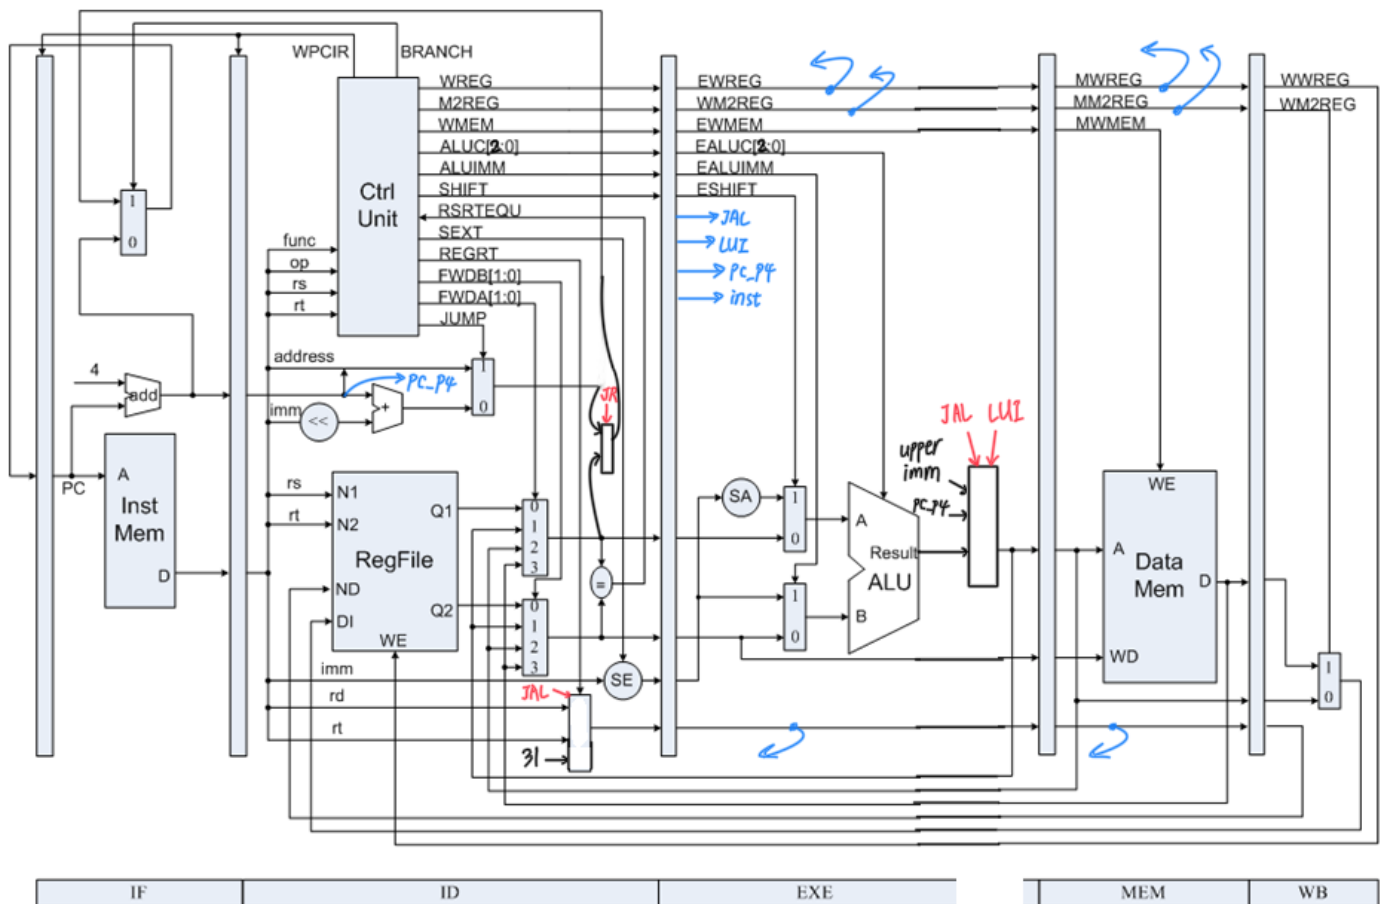 WPCIR
BRANCH
WREG
M2REG
WMEM
ALUC[2:0]
ALUIMM
SHIFT
RSRTEQU
SEXT
REGRT
FWDB[1:0]
FWDA[1:0]
JUMP
Ctrl
Unit
func
op
rs
rt
EWREG
WM2REG
EWMEM
EALUC[2:0]
EALUIMM
ESHIFT
JAL
LUI
PC_P4
inst
MWREG
MM2REG
MWMEM
WWREG
WM2REG
1
0
4
add
address
PC_P4
imm
<<
+
1
0
JR
PC
A
Inst
Mem
D
rs
rt
N1
N2
Q1
RegFile
ND
DI
Q2
WE
0
1
2
3
0
1
2
3
=
imm
rd
rt
JAL
31
SE
SA
1
0
1
0
A
B
Result
ALU
JAL LUI
upper
imm
PC_P4
WE
A
Data
Mem
D
WD
1
0
IF
ID
EXE
MEM
WB